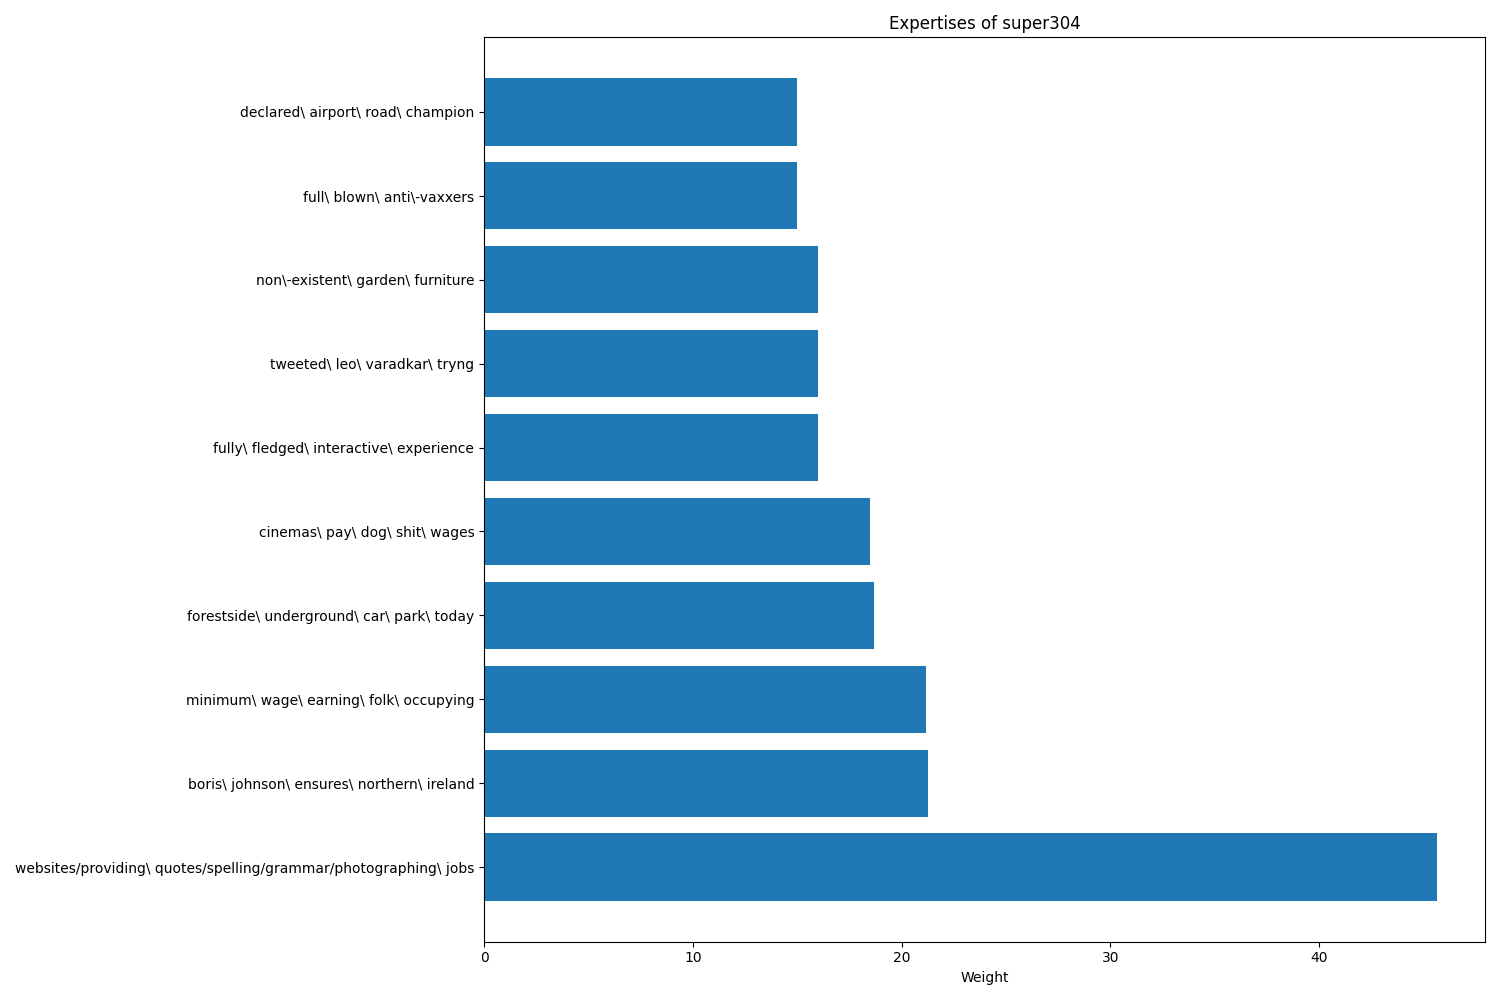 Expertises of super304
declared\ airport\ road\ champion
full\ blown\ anti\-vaxxers
non\-existent\ garden\ furniture
tweeted\ leo\ varadkar\ tryng
fully\ fledged\ interactive\ experience
cinemas\ pay\ dog\ shit\ wages
forestside\ underground\ car\ park\ today
minimum\ wage\ earning\ folk\ occupying
boris\ johnson\ ensures\ northern\ ireland
websites/providing\ quotes/spelling/grammar/photographing\ jobs
0 10 20 30 40
Weight